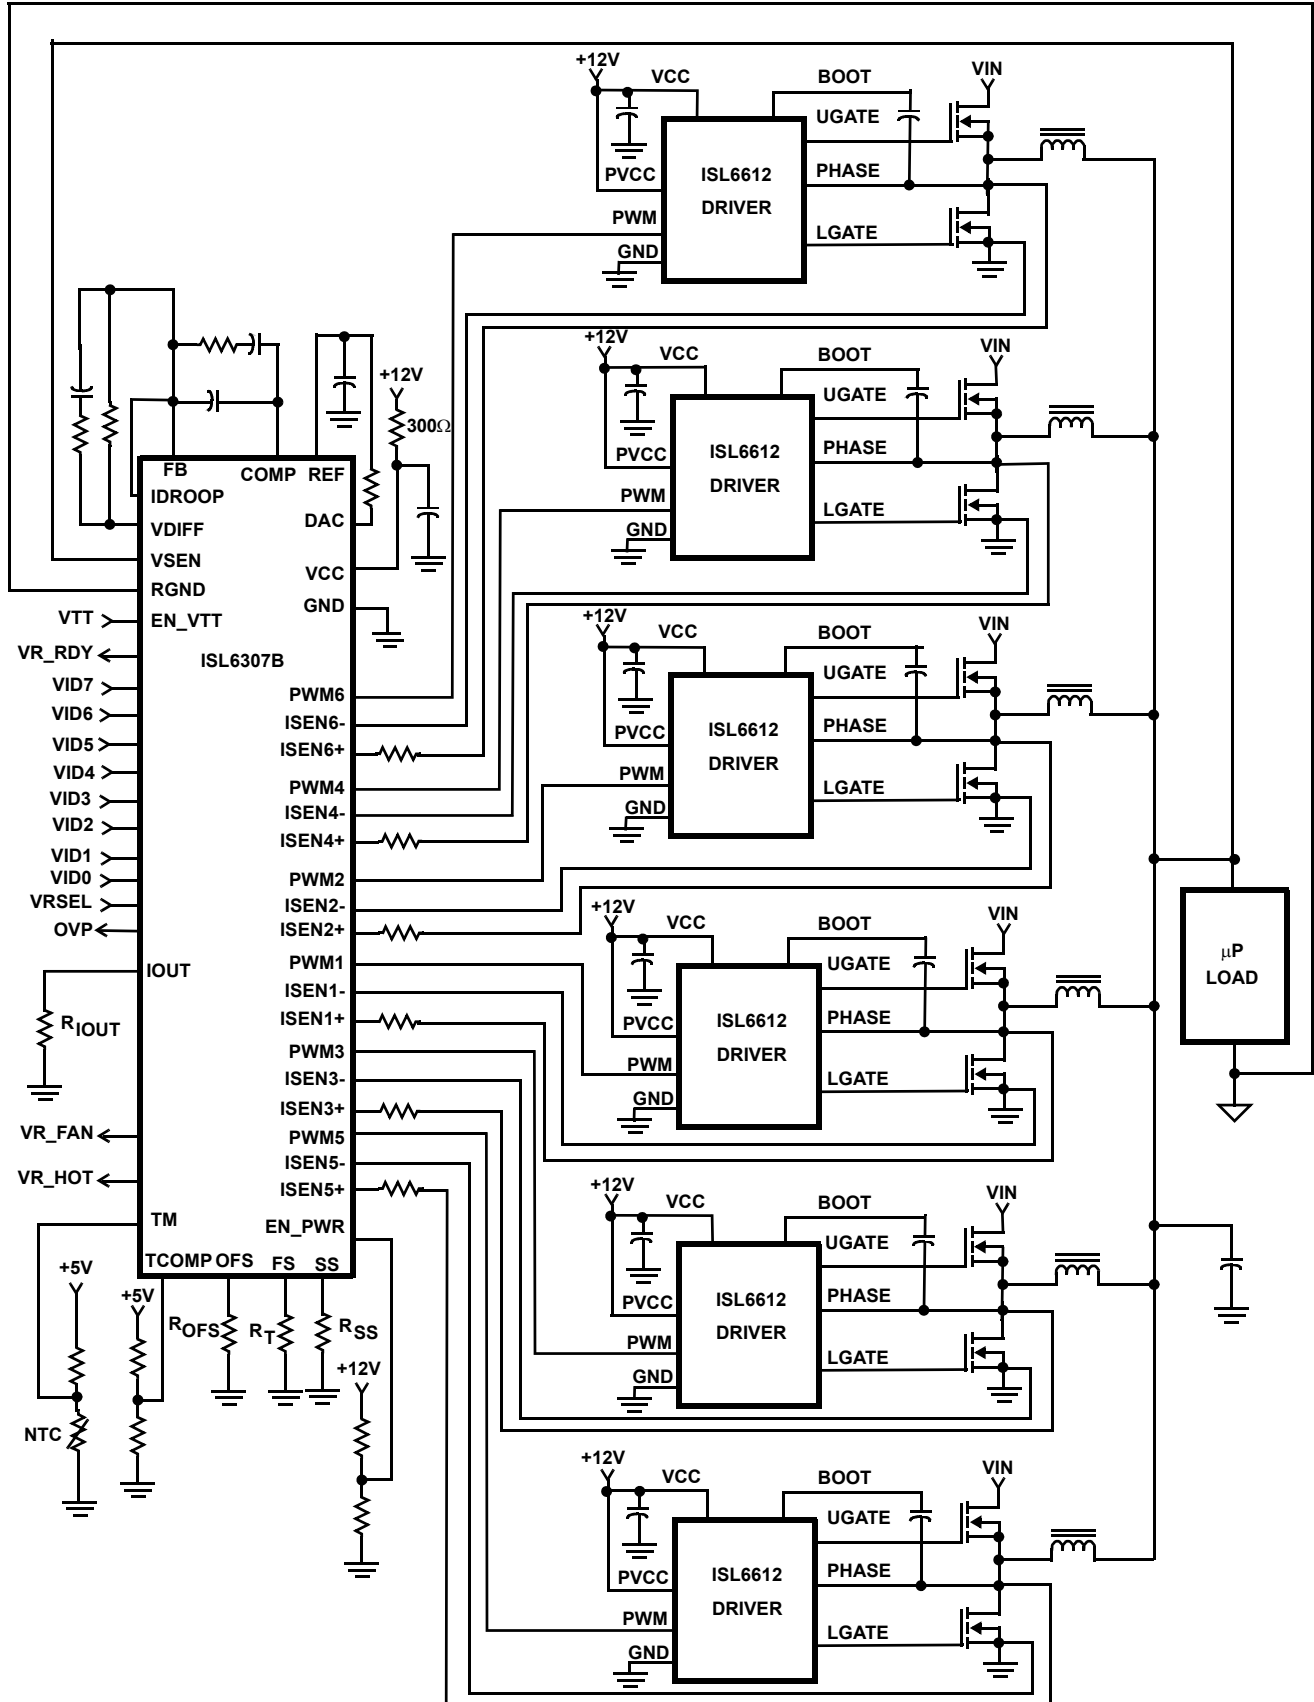 +12V
VCC
BOOT
VIN
UGATE
PVCC
ISL6612
DRIVER
PHASE
PWM
LGATE
GND
+12V
VCC
BOOT
VIN
UGATE
PVCC
ISL6612
DRIVER
PHASE
PWM
LGATE
GND
+12V
VCC
BOOT
VIN
UGATE
PVCC
ISL6612
DRIVER
PHASE
PWM
LGATE
GND
+12V
VCC
BOOT
VIN
UGATE
PVCC
ISL6612
DRIVER
PHASE
PWM
LGATE
GND
+12V
VCC
BOOT
VIN
UGATE
PVCC
ISL6612
DRIVER
PHASE
PWM
LGATE
GND
+12V
VCC
BOOT
VIN
UGATE
PVCC
ISL6612
DRIVER
PHASE
PWM
LGATE
GND
+12V
300Ω
FB
COMP
REF
IDROOP
VDIFF
DAC
VSEN
VCC
RGND
GND
VTT
EN_VTT
VR_RDY
ISL6307B
VID7
VID6
VID5
VID4
VID3
VID2
VID1
VID0
VRSEL
OVP
IOUT
RIOUT
VR_FAN
VR_HOT
TM
PWM6
ISEN6-
ISEN6+
PWM4
ISEN4-
ISEN4+
PWM2
ISEN2-
ISEN2+
PWM1
ISEN1-
ISEN1+
PWM3
ISEN3-
ISEN3+
PWM5
ISEN5-
ISEN5+
EN_PWR
TCOMP
OFS
FS
SS
+5V
+5V
ROFS
RT
RSS
+12V
NTC
µP
LOAD